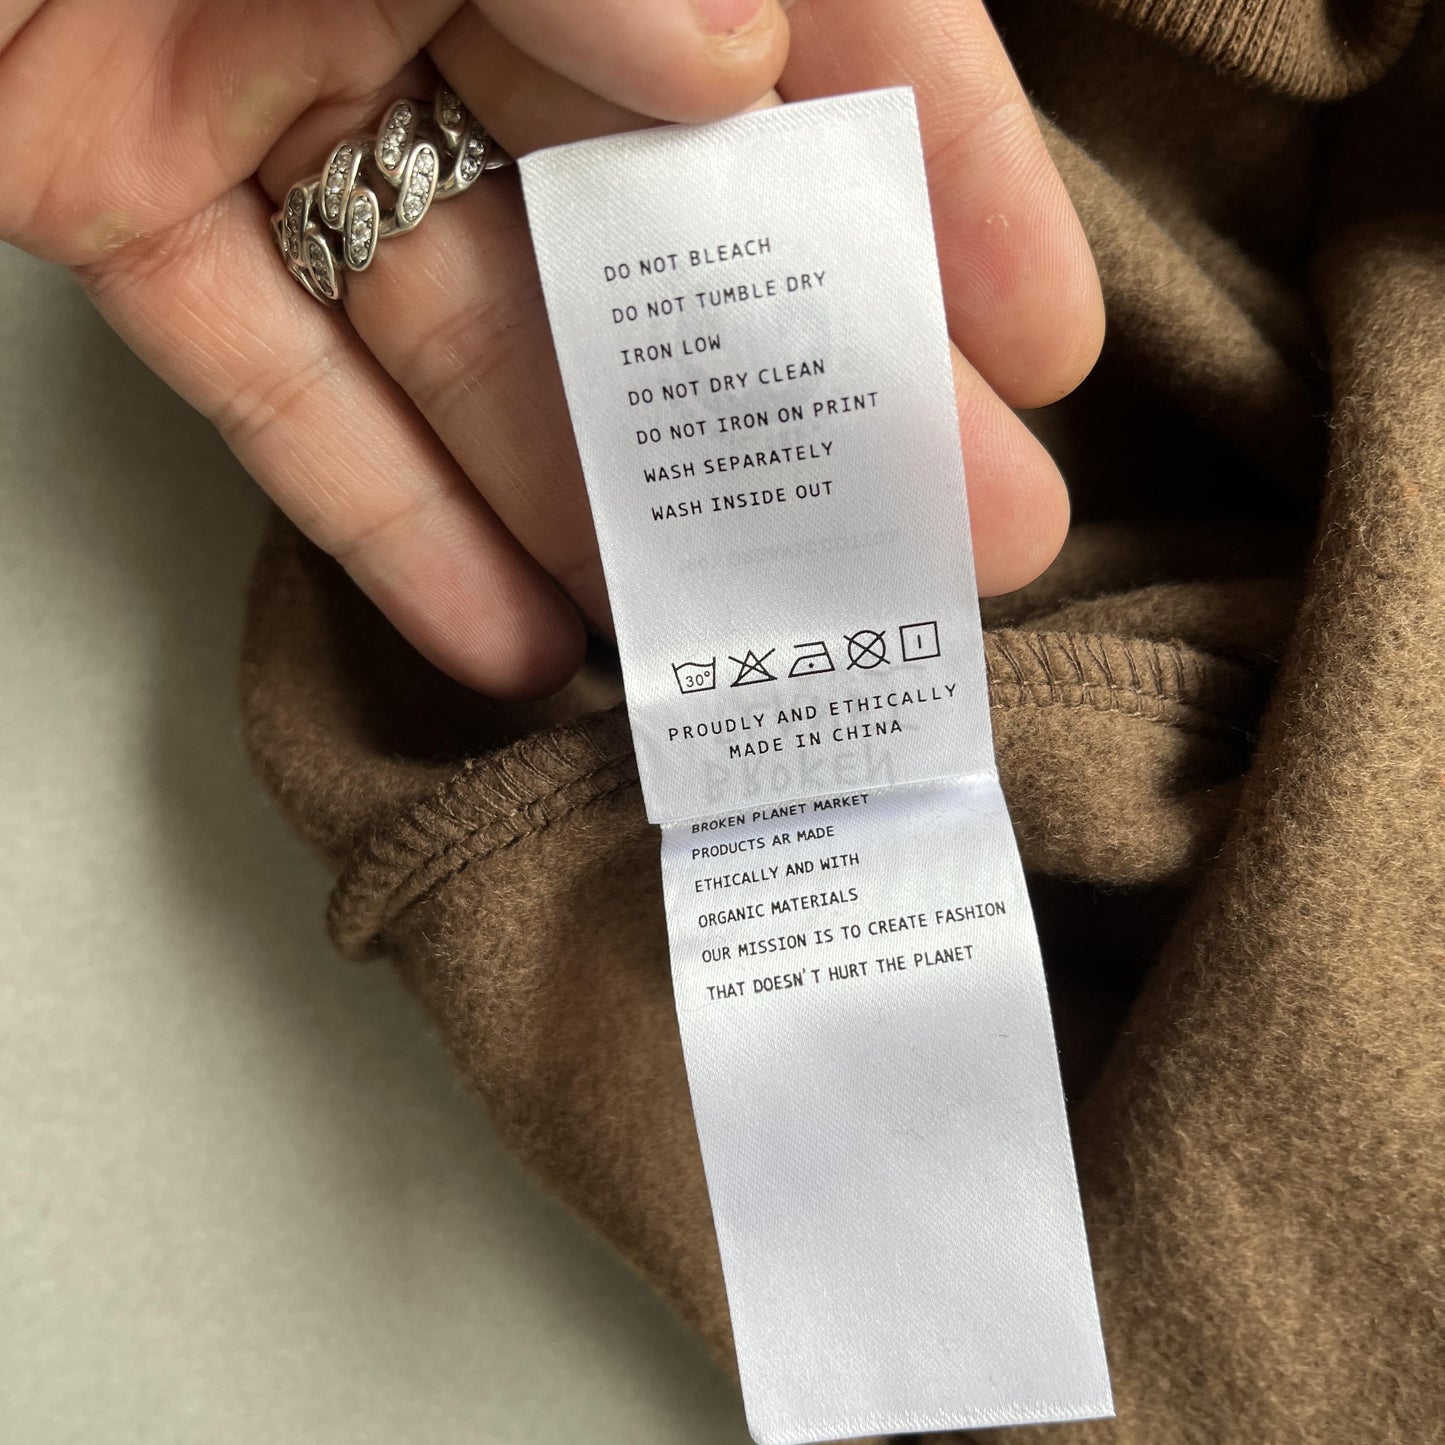 DO NOT BLEACH
DO NOT TUMBLE DRY
IRON LOW
DO NOT DRY CLEAN
DO NOT IRON ON PRINT
WASH SEPARATELY
WASH INSIDE OUT
30°
PROUDLY AND ETHICALLY
MADE IN CHINA
BROKEN
BROKEN PLANET MARKET
PRODUCTS AR MADE
ETHICALLY AND WITH
ORGANIC MATERIALS
OUR MISSION IS TO CREATE FASHION
THAT DOESN'T HURT THE PLANET